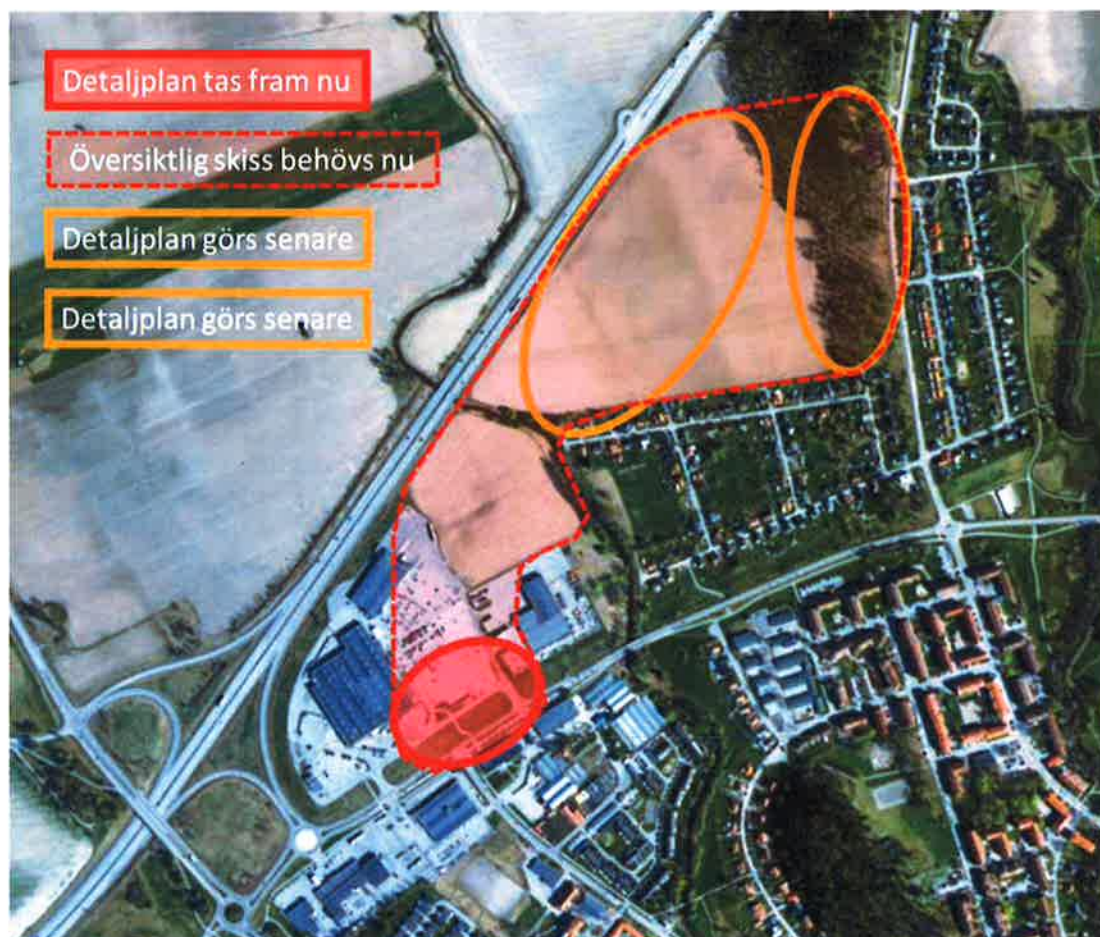 Detaljplan tas fram nu
Översiktlig skiss behövs nu
Detaljplan görs senare
Detaljplan görs senare